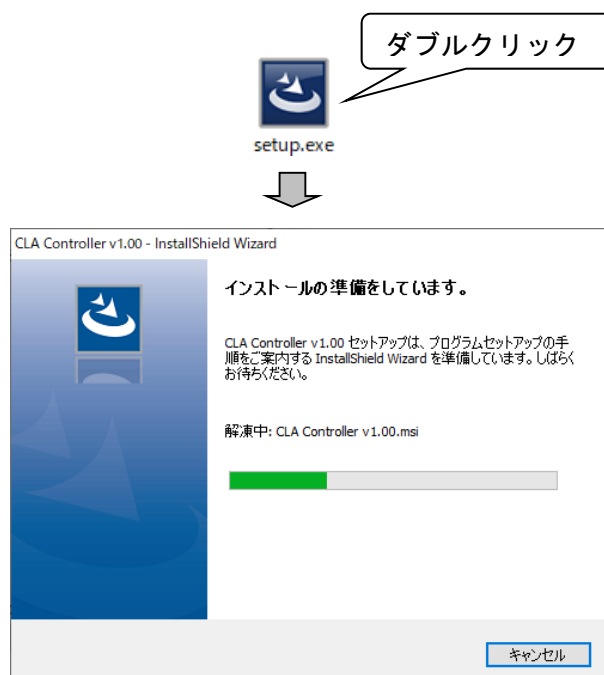 ダブルクリック
setup.exe
CLA Controller v1.00 - InstallShield Wizard
インストールの準備をしています。
CLA Controller v1.00 セットアップは、プログラムセットアップの手
順をご案内する InstallShield Wizard を準備しています。しばらく
お待ちください。
解凍中: CLA Controller v1.00.msi
キャンセル